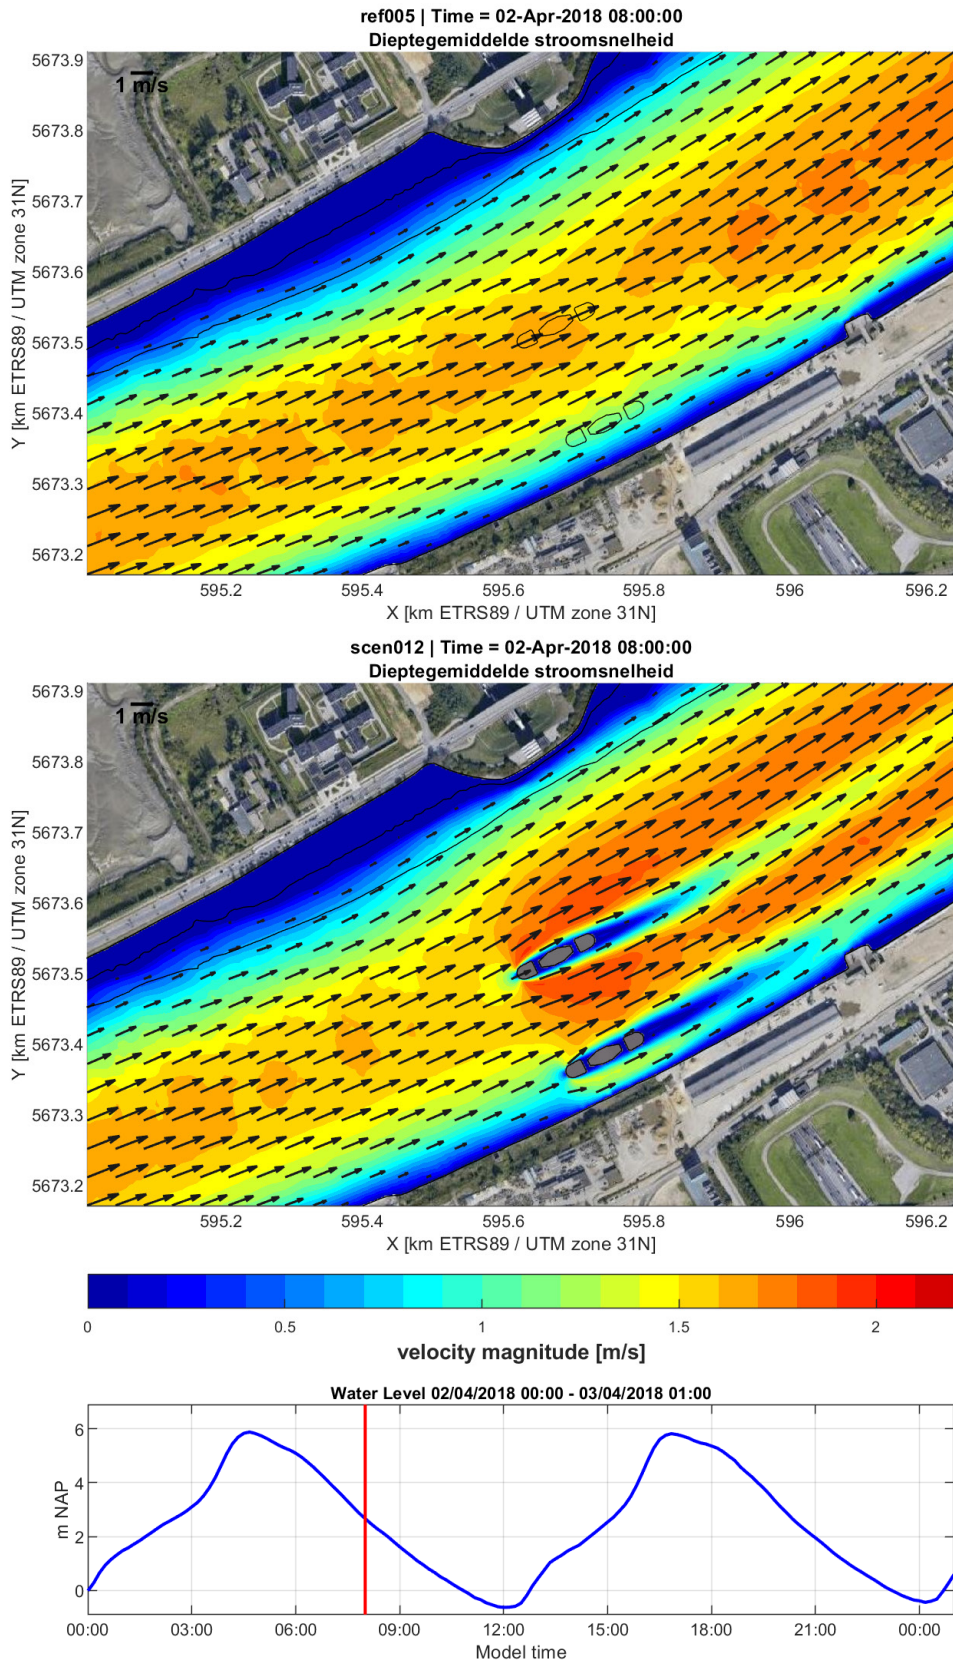 ref005 | Time = 02-Apr-2018 08:00:00
Dieptegemiddelde stroomsnelheid
5673.9
1 m/s
5673.8
5673.7
5673.6
5673.5
5673.4
5673.3
5673.2
Y [km ETRS89 / UTM zone 31N]
595.2 595.4 595.6 595.8 596 596.2
X [km ETRS89 / UTM zone 31N]
scen012 | Time = 02-Apr-2018 08:00:00
Dieptegemiddelde stroomsnelheid
5673.9
1 m/s
5673.8
5673.7
5673.6
5673.5
5673.4
5673.3
5673.2
Y [km ETRS89 / UTM zone 31N]
595.2 595.4 595.6 595.8 596 596.2
X [km ETRS89 / UTM zone 31N]
0 0.5 1 1.5 2
velocity magnitude [m/s]
Water Level 02/04/2018 00:00 - 03/04/2018 01:00
6
4
2
0
m NAP
00:00 03:00 06:00 09:00 12:00 15:00 18:00 21:00 00:00
Model time